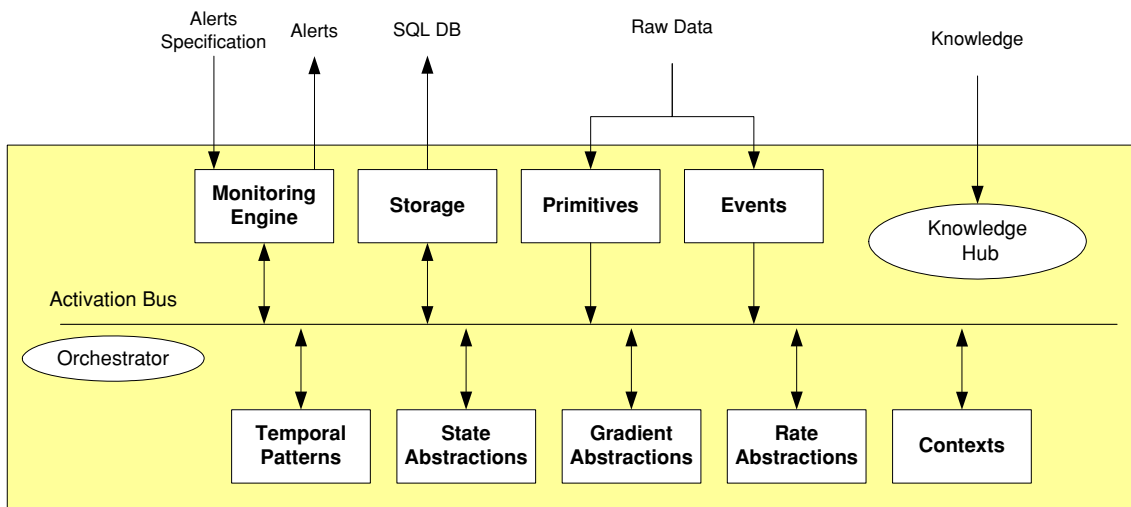 Alerts
Specification
Alerts
SQL DB
Raw Data
Knowledge
Monitoring
Engine
Storage
Primitives
Events
Knowledge
Hub
Activation Bus
Orchestrator
Temporal
Patterns
State
Abstractions
Gradient
Abstractions
Rate
Abstractions
Contexts